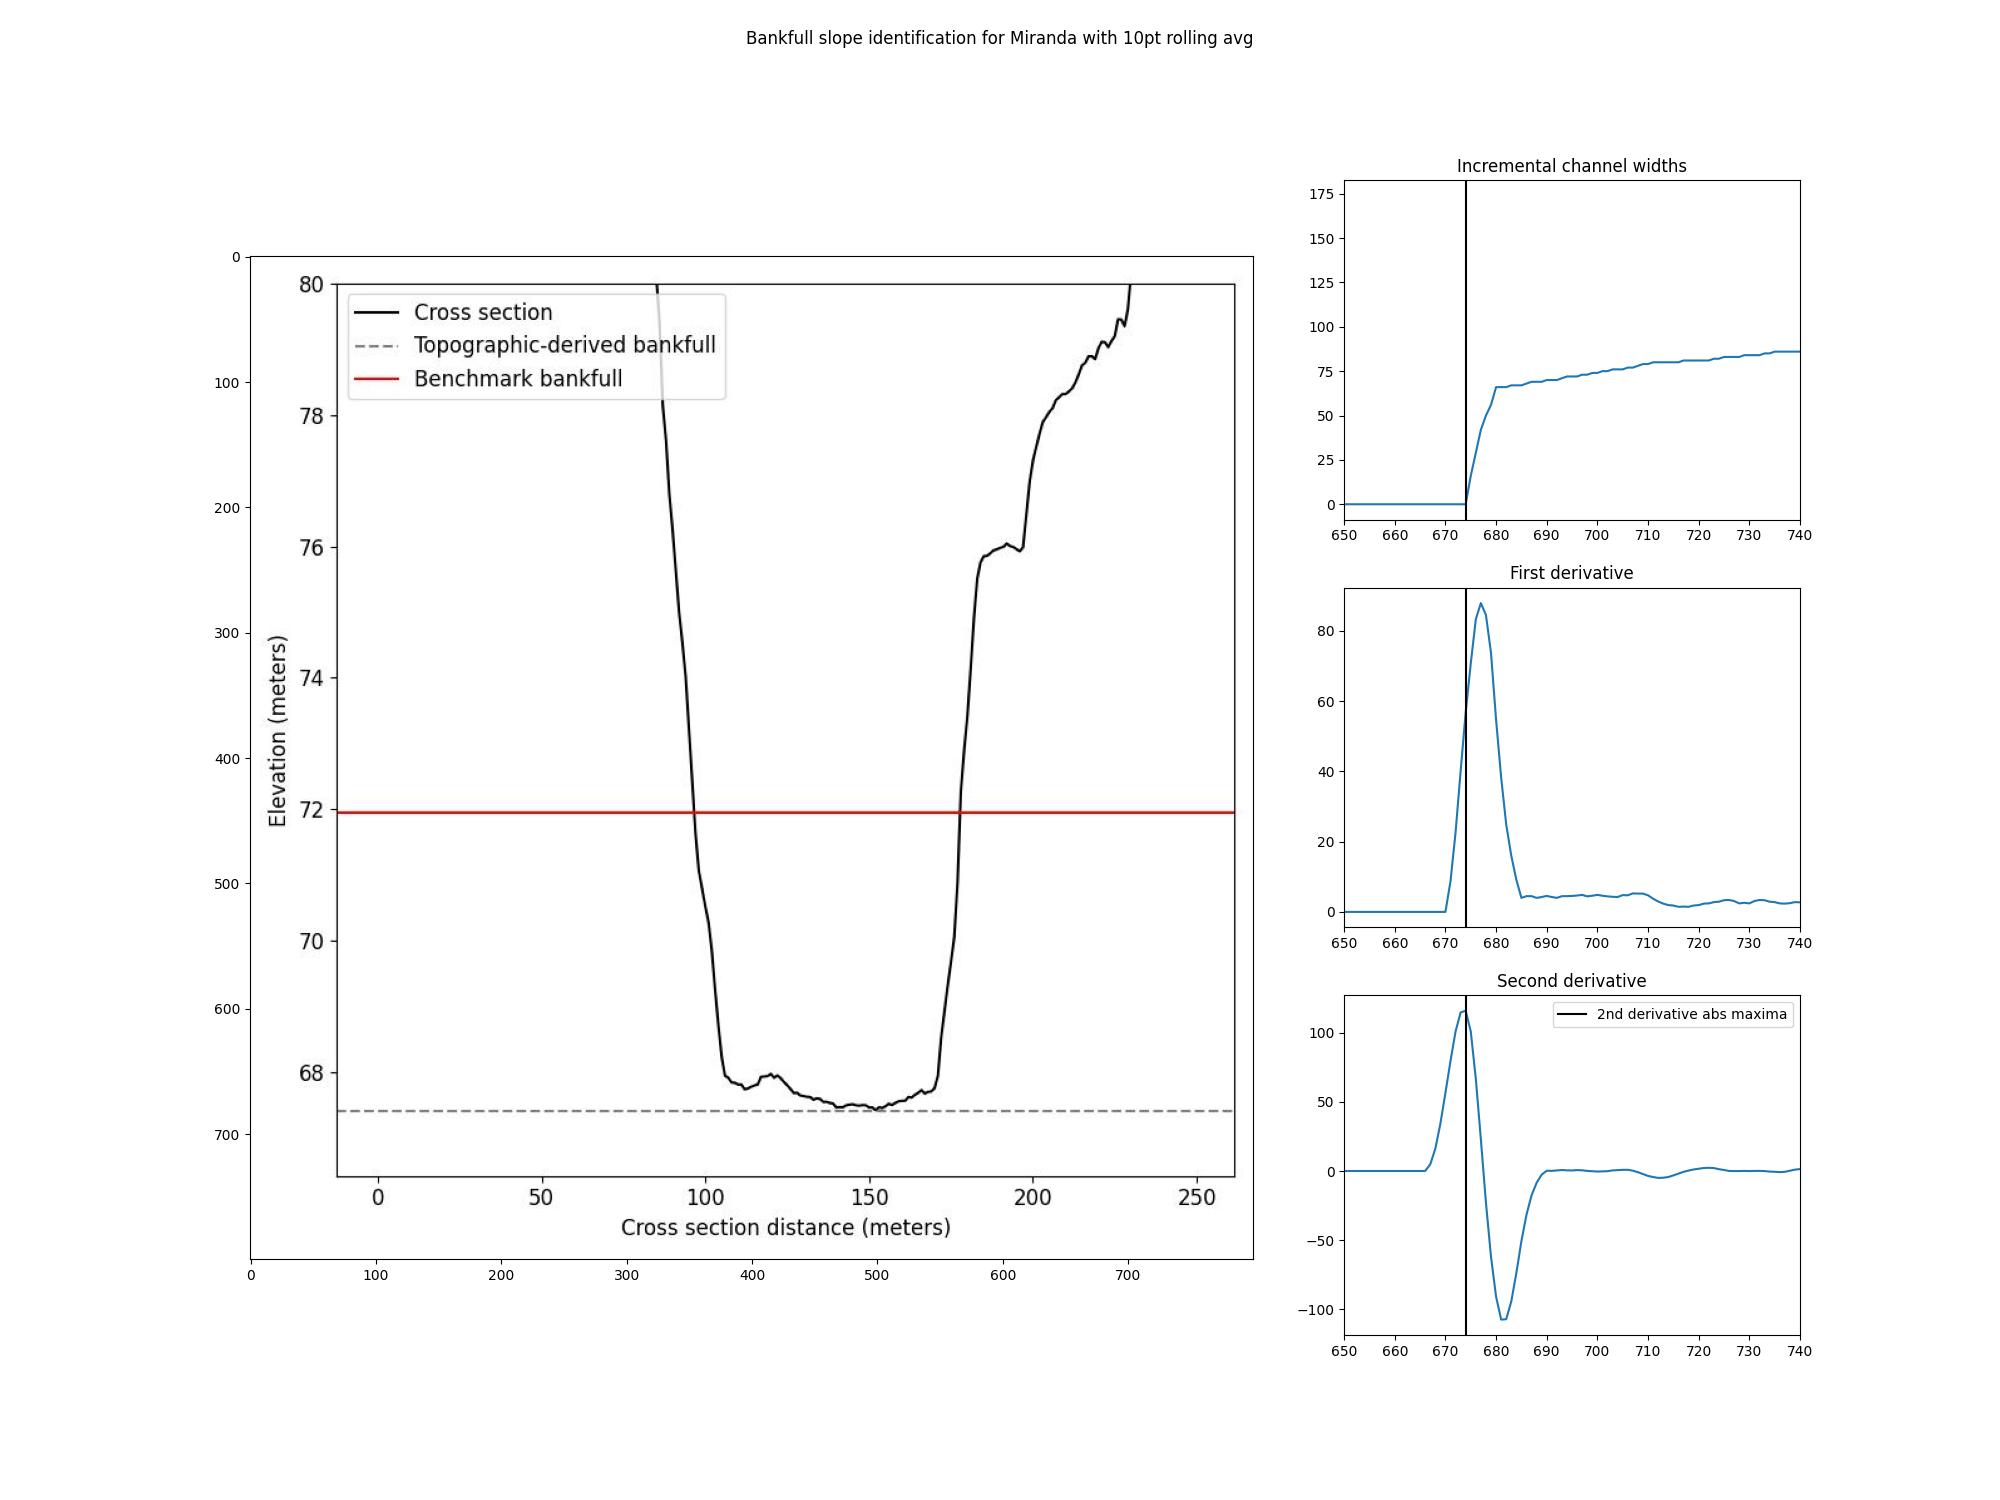 Bankfull slope identification for Miranda with 10pt rolling avg
0
100
200
300
400
500
600
700
80
78
76
74
72
70
68
Elevation (meters)
Cross section
Topographic-derived bankfull
Benchmark bankfull
0 50 100 150 200 250
Cross section distance (meters)
0 100 200 300 400 500 600 700
Incremental channel widths
175
150
125
100
75
50
25
0
650 660 670 680 690 700 710 720 730 740
First derivative
80
60
40
20
0
650 660 670 680 690 700 710 720 730 740
Second derivative
2nd derivative abs maxima
100
50
0
−50
−100
650 660 670 680 690 700 710 720 730 740